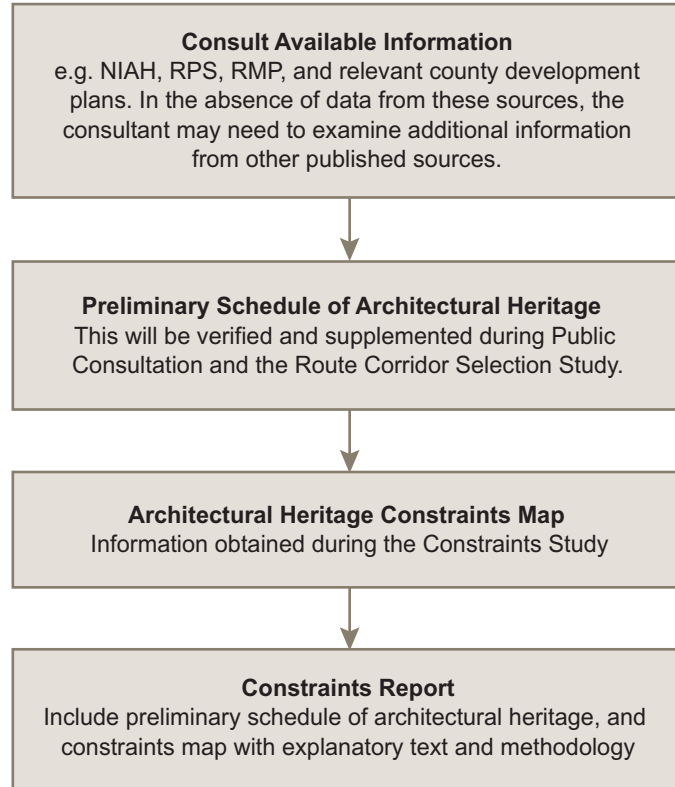 Consult Available Information
e.g. NIAH, RPS, RMP, and relevant county development
plans. In the absence of data from these sources, the
consultant may need to examine additional information
from other published sources.
Preliminary Schedule of Architectural Heritage
This will be verified and supplemented during Public
Consultation and the Route Corridor Selection Study.
Architectural Heritage Constraints Map
Information obtained during the Constraints Study
Constraints Report
Include preliminary schedule of architectural heritage, and
constraints map with explanatory text and methodology